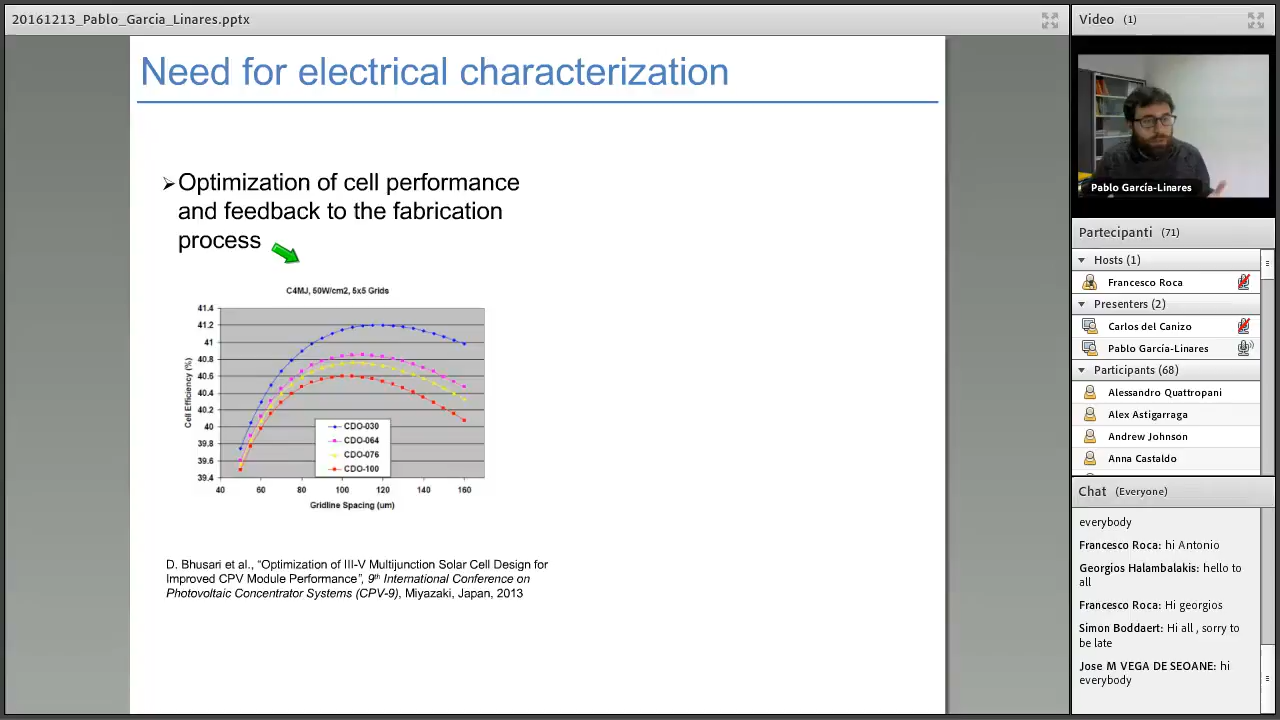 20161213_Pablo_Garcia_Linares.pptx
Need for electrical characterization
Optimization of cell performance
and feedback to the fabrication
process
C4MJ, 50W/cm2, 5x5 Grids
41.4
41.2
41
40.8
40.6
40.4
40.2
40
39.8
39.6
39.4
Cell Efficiency (%)
CDO-030
CDO-064
CDO-076
CDO-100
40 60 80 100 120 140 160
Gridline Spacing (um)
D. Bhusari et al., “Optimization of III-V Multijunction Solar Cell Design for
Improved CPV Module Performance”, 9th International Conference on
Photovoltaic Concentrator Systems (CPV-9), Miyazaki, Japan, 2013
Video (1)
Pablo García-Linares
Partecipanti (71)
Hosts (1)
Francesco Roca
Presenters (2)
Carlos del Canizo
Pablo García-Linares
Participants (68)
Alessandro Quattropani
Alex Astigarraga
Andrew Johnson
Anna Castaldo
Chat (Everyone)
everybody
Francesco Roca: hi Antonio
Georgios Halambalakis: hello to
all
Francesco Roca: Hi georgios
Simon Boddaert: Hi all , sorry to
be late
Jose M VEGA DE SEOANE: hi
everybody